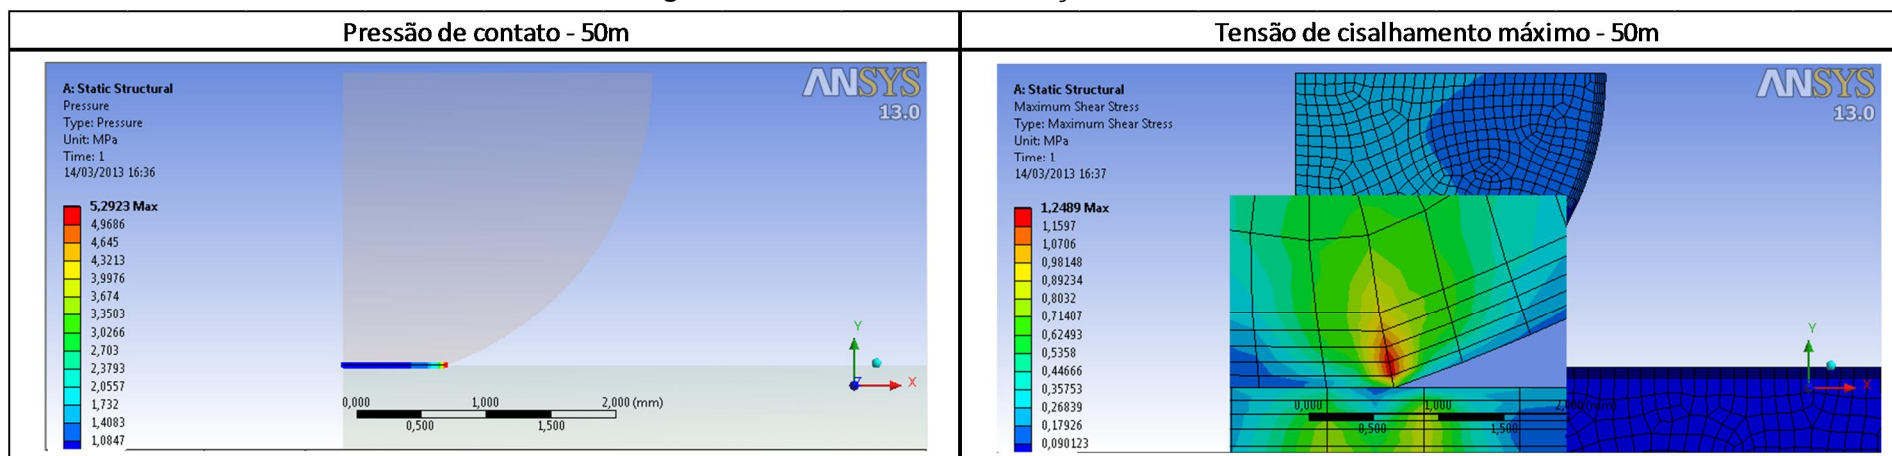 Pressão de contato - 50m
A: Static Structural
Pressure
Type: Pressure
Unit: MPa
Time: 1
14/03/2013 16:36
ANSYS
13.0
5,2923 Max
4,9686
4,645
4,3213
3,9976
3,674
3,3503
3,0266
2,703
2,3793
2,0557
1,732
1,4083
1,0847
Y
X
0,000
1,000
2,000 (mm)
0,500
1,500
Tensão de cisalhamento máximo - 50m
A: Static Structural
Maximum Shear Stress
Type: Maximum Shear Stress
Unit: MPa
Time: 1
14/03/2013 16:37
ANSYS
13.0
1,2489 Max
1,1597
1,0706
0,98148
0,89234
0,8032
0,71407
0,62493
0,5358
0,44666
0,35753
0,26839
0,17926
0,090123
Y
X
0,000
1,000
2,000 (mm)
0,500
1,500